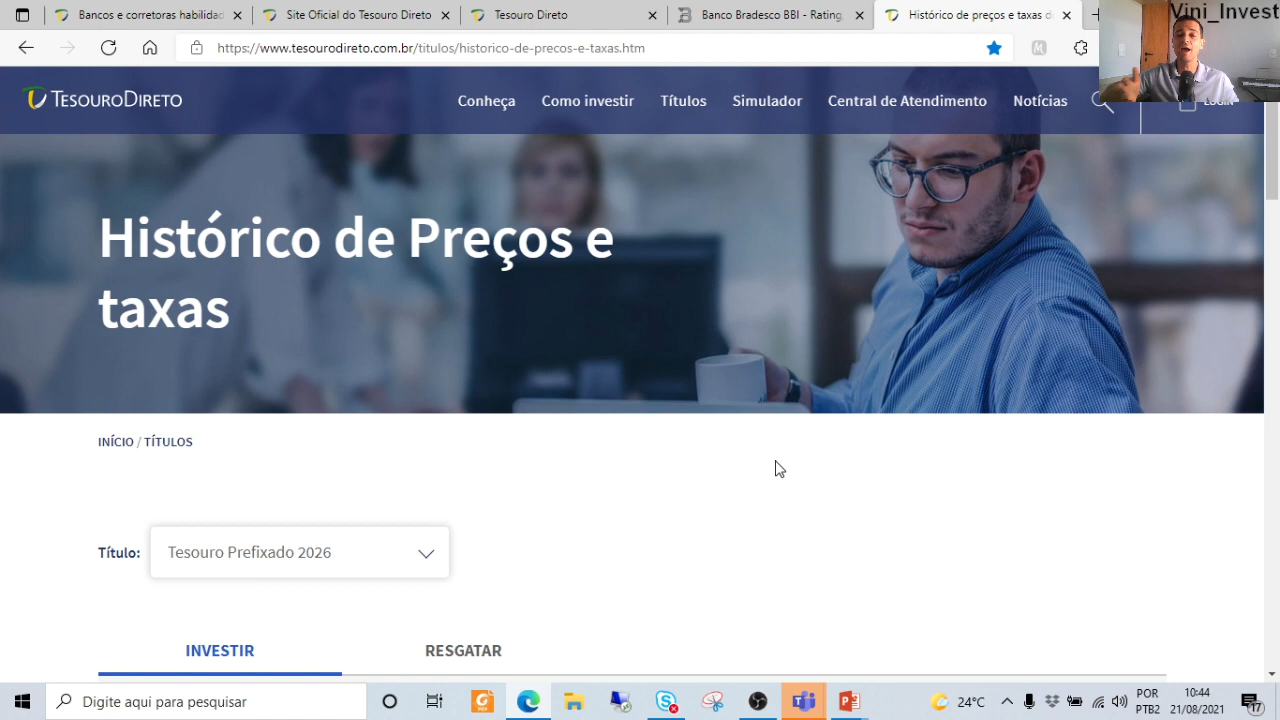 Bancos e corretoras habilitadas
Site Oficial do Tesouro Direto
Tesouro Direto
Banco Bradesco BBI - Rating,
Histórico de preços e taxas d
Vini_Invest
https://www.tesourodireto.com.br/titulos/historico-de-precos-e-taxas.htm
TESOURODIRETO
Conheça
Como investir
Títulos
Simulador
Central de Atendimento
Notícias
LOGIN
Histórico de Preços e
taxas
INÍCIO / TÍTULOS
Título:
Tesouro Prefixado 2026
INVESTIR
RESGATAR
Digite aqui para pesquisar
24°C
POR
PTB2
10:44
21/08/2021
17